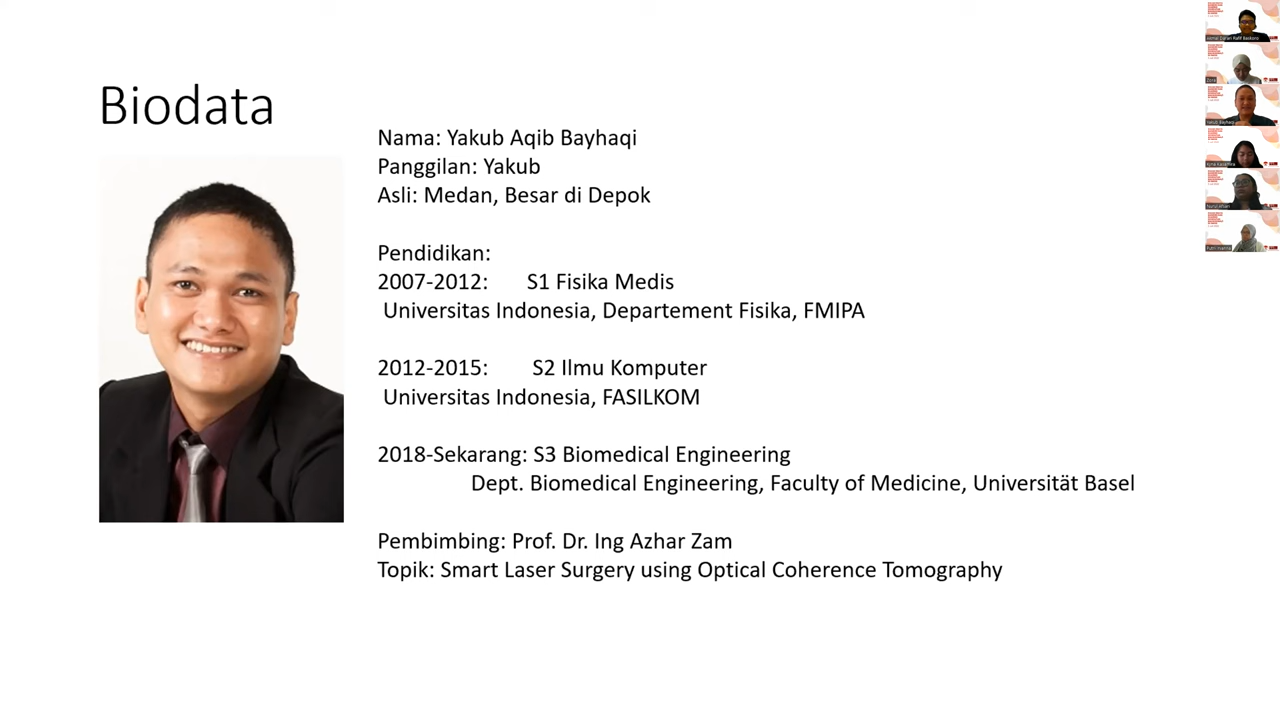 Biodata
Nama: Yakub Aqib Bayhaqi
Panggilan: Yakub
Asli: Medan, Besar di Depok
Pendidikan:
2007-2012: S1 Fisika Medis
Universitas Indonesia, Departement Fisika, FMIPA
2012-2015: S2 Ilmu Komputer
Universitas Indonesia, FASILKOM
2018-Sekarang: S3 Biomedical Engineering
Dept. Biomedical Engineering, Faculty of Medicine, Universität Basel
Pembimbing: Prof. Dr. Ing Azhar Zam
Topik: Smart Laser Surgery using Optical Coherence Tomography